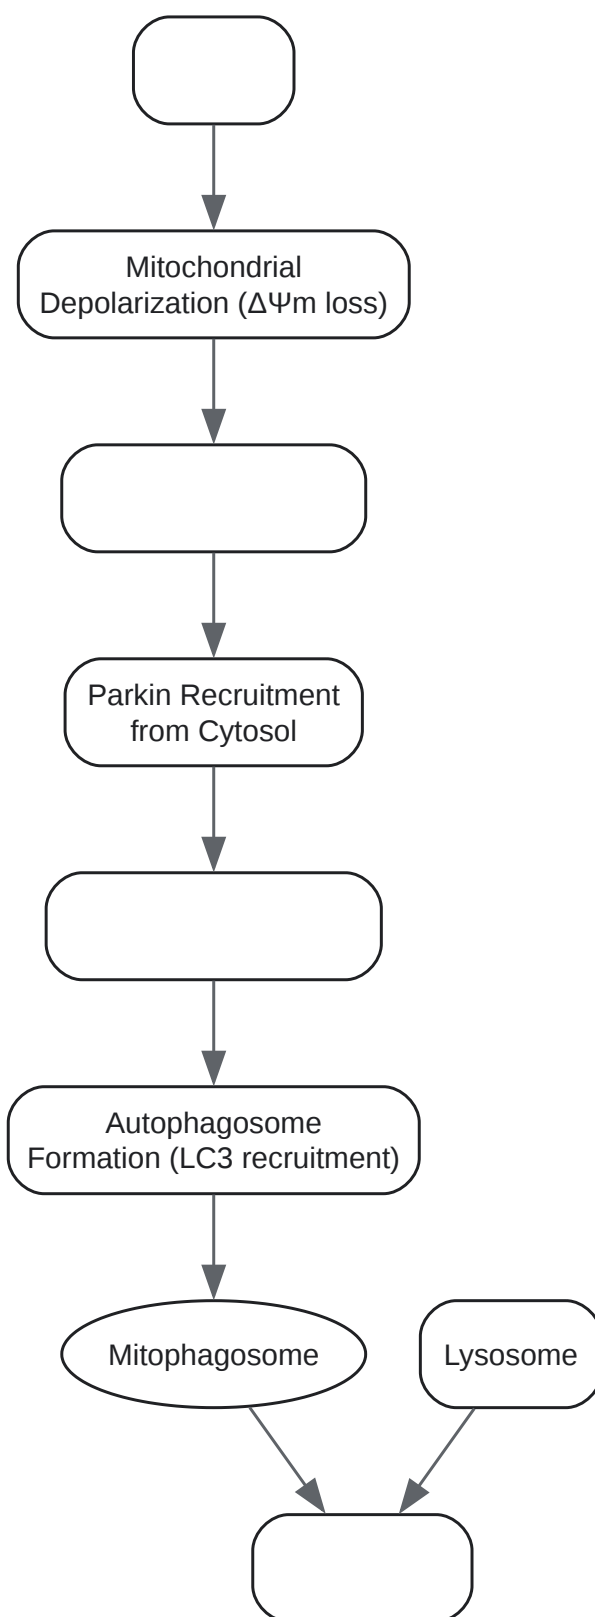 Mitochondrial
Depolarization (ΔΨm loss)
Parkin Recruitment
from Cytosol
Autophagosome
Formation (LC3 recruitment)
Mitophagosome
Lysosome